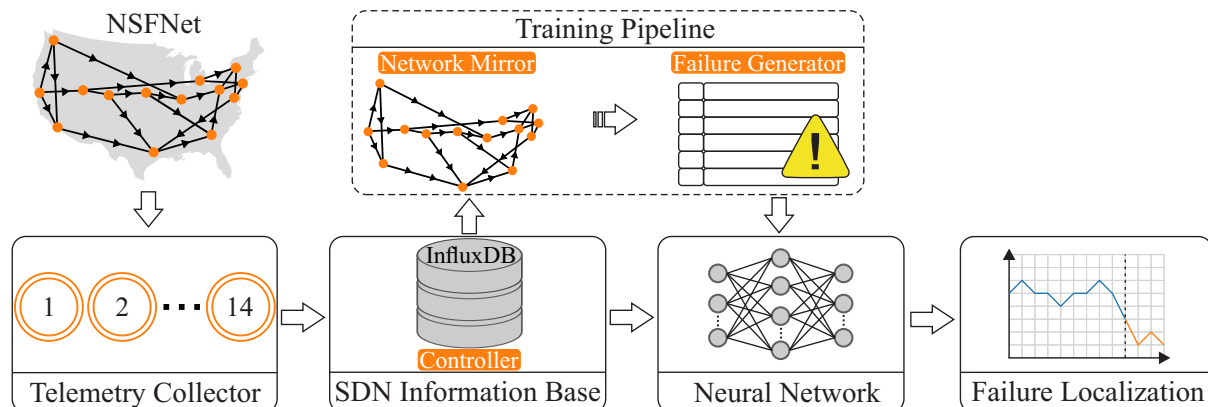 NSFNet
Training Pipeline
Network Mirror
Failure Generator
!
InfluxDB
1
2
...
14
Controller
Telemetry Collector
SDN Information Base
Neural Network
Failure Localization